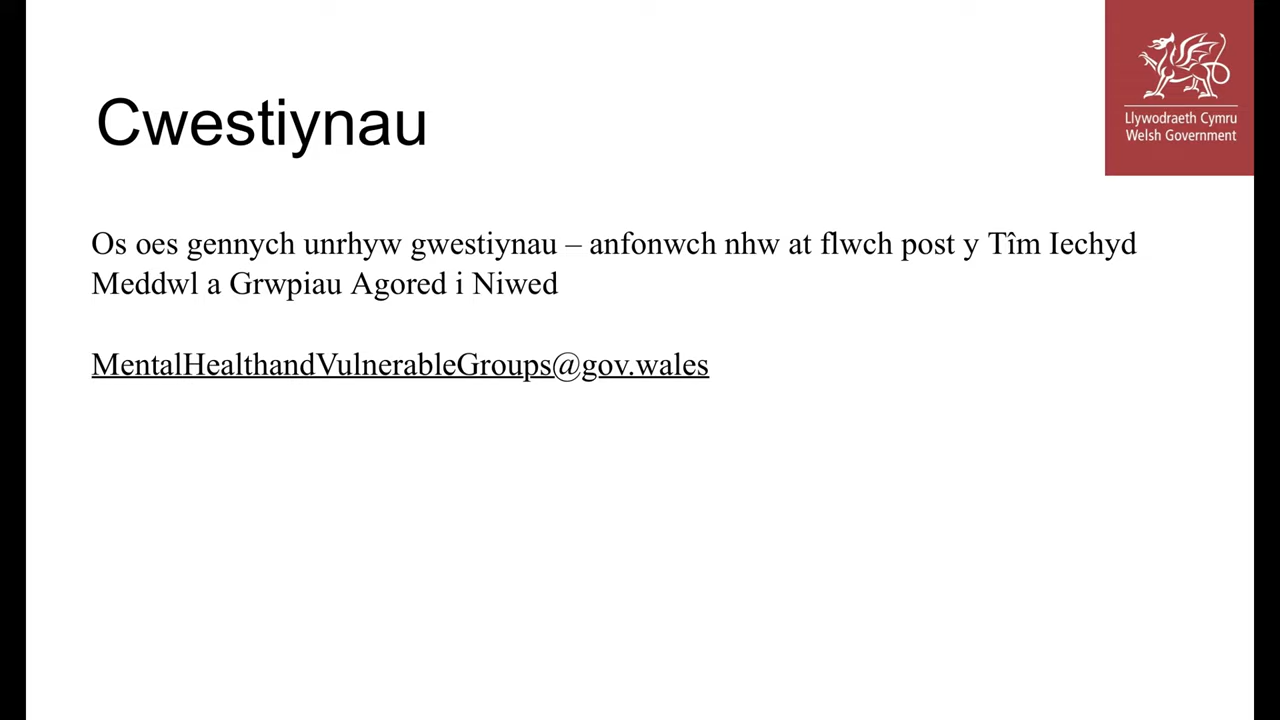 Cwestiynau
Llywodraeth Cymru
Welsh Government
Os oes gennych unrhyw gwestiynau – anfonwch nhw at flwch post y Tîm Iechyd
Meddwl a Grwpiau Agored i Niwed
MentalHealthandVulnerableGroups@gov.wales